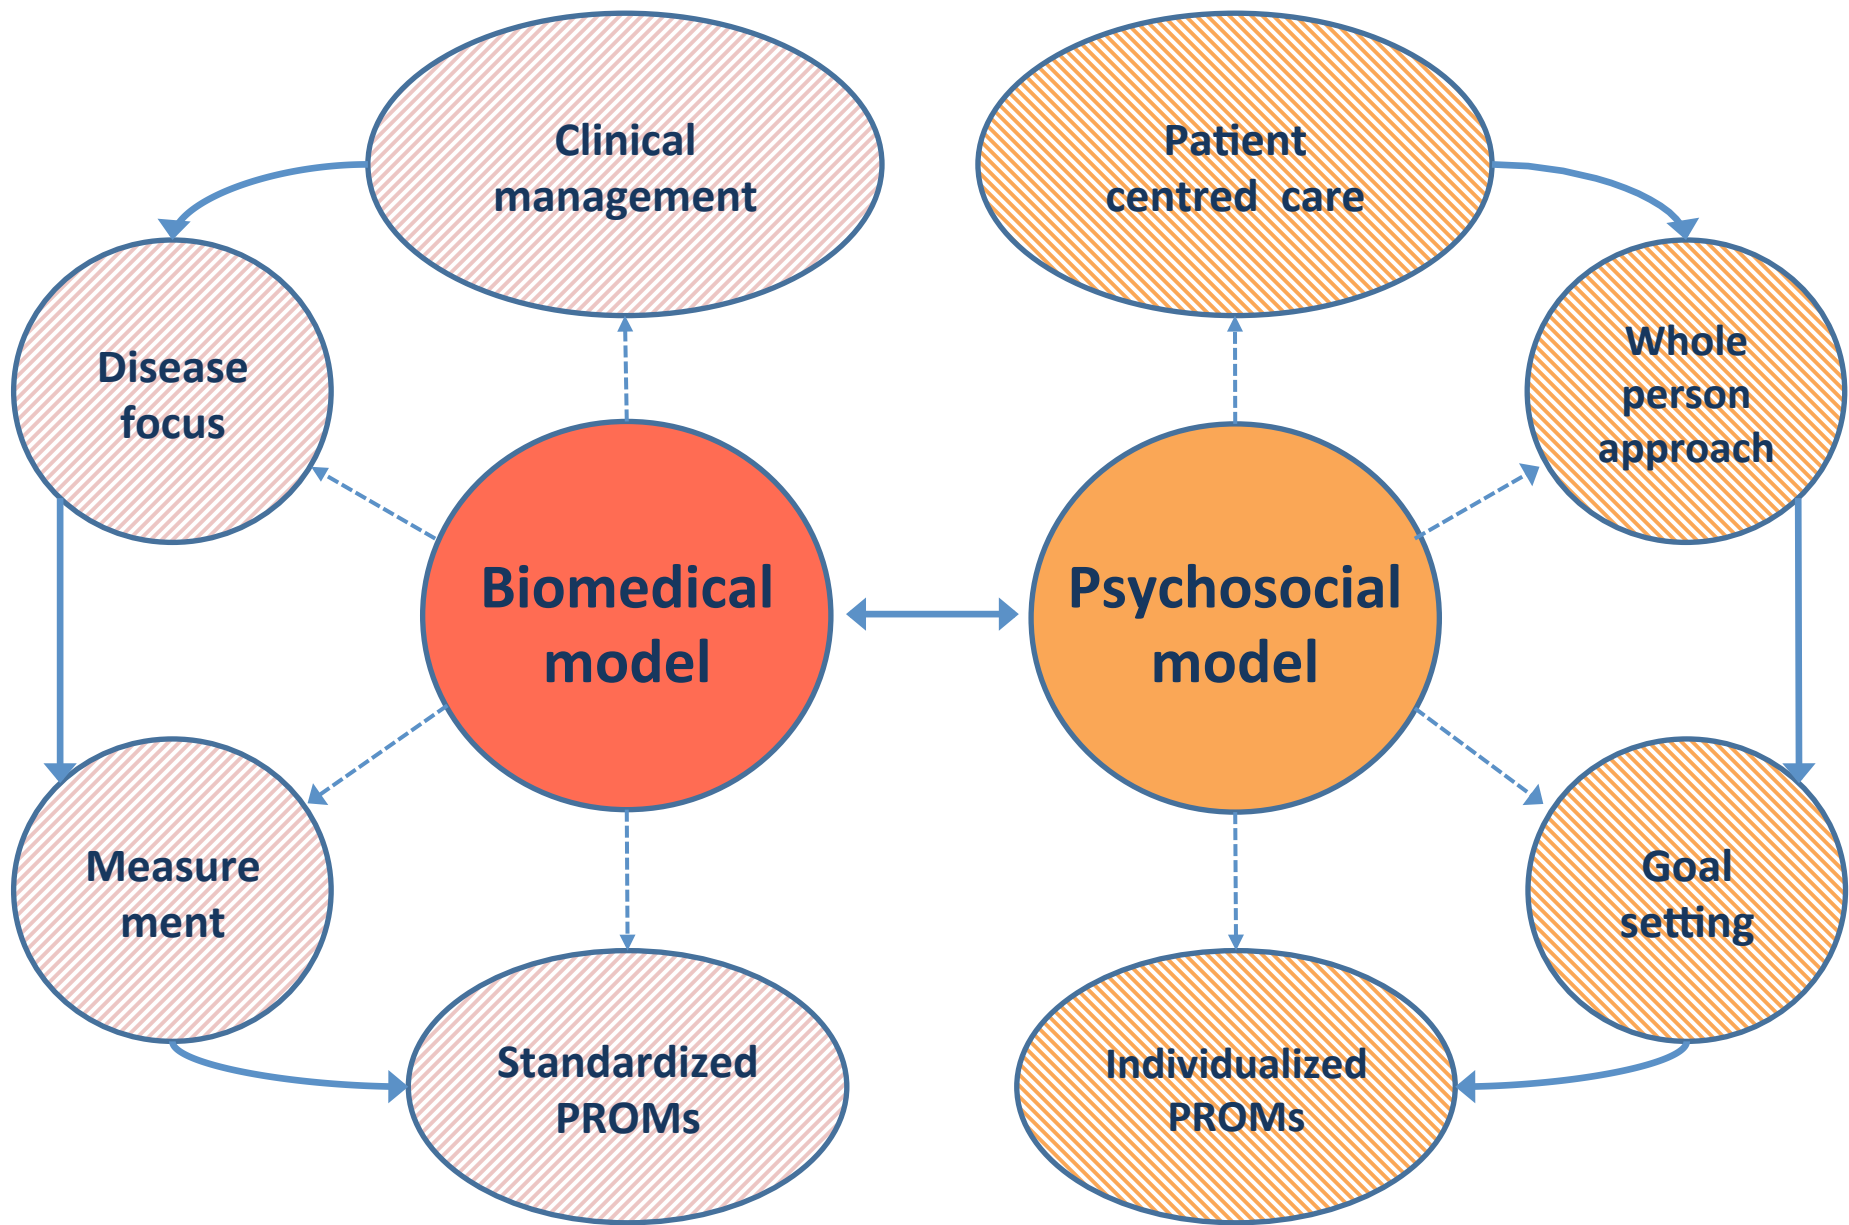 Clinical
management
Patient
centred  care
Disease
focus
Whole
person
approach
Biomedical
model
Psychosocial
model
Measure
ment
Goal
setting
Standardized
PROMs
Individualized
PROMs